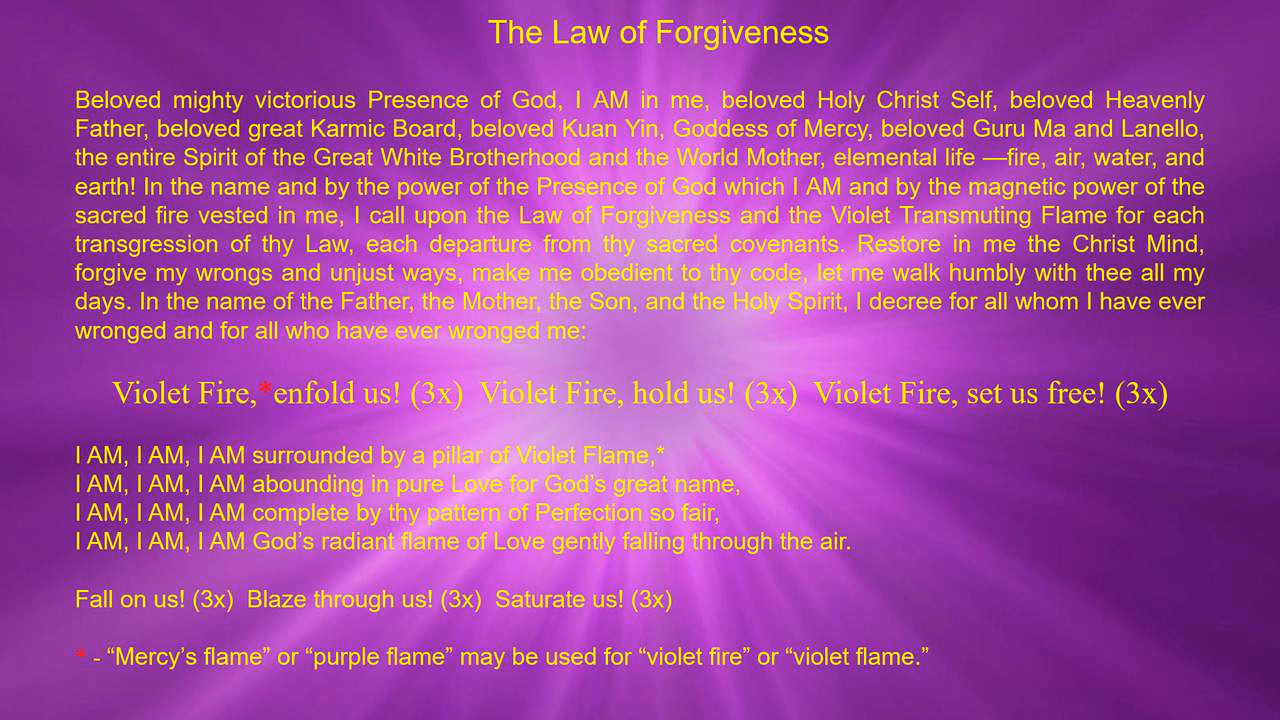 The Law of Forgiveness
Beloved mighty victorious Presence of God, I AM in me, beloved Holy Christ Self, beloved Heavenly
Father, beloved great Karmic Board, beloved Kuan Yin, Goddess of Mercy, beloved Guru Ma and Lanello,
the entire Spirit of the Great White Brotherhood and the World Mother, elemental life —fire, air, water, and
earth! In the name and by the power of the Presence of God which I AM and by the magnetic power of the
sacred fire vested in me, I call upon the Law of Forgiveness and the Violet Transmuting Flame for each
transgression of thy Law, each departure from thy sacred covenants. Restore in me the Christ Mind,
forgive my wrongs and unjust ways, make me obedient to thy code, let me walk humbly with thee all my
days. In the name of the Father, the Mother, the Son, and the Holy Spirit, I decree for all whom I have ever
wronged and for all who have ever wronged me:
Violet Fire,*enfold us! (3x)  Violet Fire, hold us! (3x)  Violet Fire, set us free! (3x)
I AM, I AM, I AM surrounded by a pillar of Violet Flame,*
I AM, I AM, I AM abounding in pure Love for God’s great name,
I AM, I AM, I AM complete by thy pattern of Perfection so fair,
I AM, I AM, I AM God’s radiant flame of Love gently falling through the air.
Fall on us! (3x)  Blaze through us! (3x)  Saturate us! (3x)
* - “Mercy’s flame” or “purple flame” may be used for “violet fire” or “violet flame.”